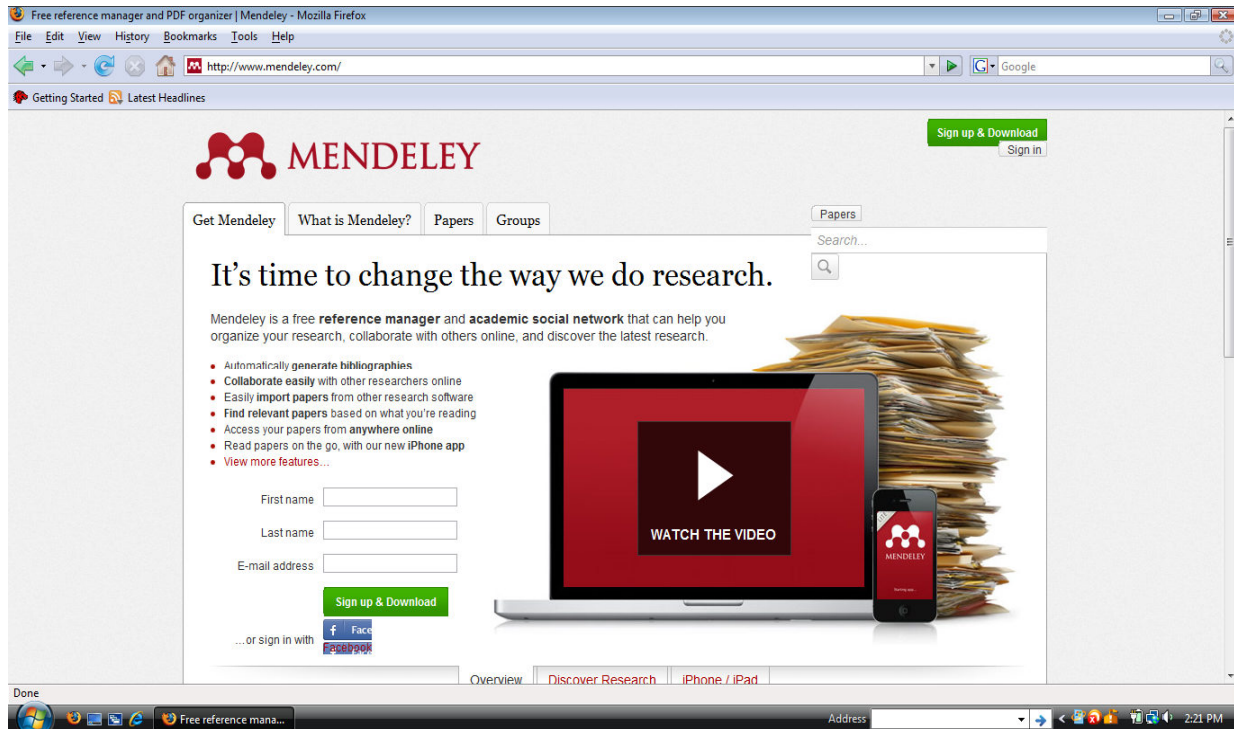 Free reference manager and PDF organizer | Mendeley - Mozilla Firefox
File Edit View History Bookmarks Tools Help
http://www.mendeley.com/
G Google
Getting Started Latest Headlines
MENDELEY
Sign up & Download
Sign in
Get Mendeley What is Mendeley? Papers Groups
Papers
Search...
It's time to change the way we do research.
Mendeley is a free reference manager and academic social network that can help you
organize your research, collaborate with others online, and discover the latest research.
Automatically generate bibliographies
Collaborate easily with other researchers online
Easily import papers from other research software
Find relevant papers based on what you're reading
Access your papers from anywhere online
Read papers on the go, with our new iPhone app
View more features...
First name
Last name
E-mail address
Sign up & Download
...or sign in with
f Face
Facebook
WATCH THE VIDEO
MENDELEY
Overview Discover Research iPhone / iPad
Done
Free reference mana...
Address
2:21 PM